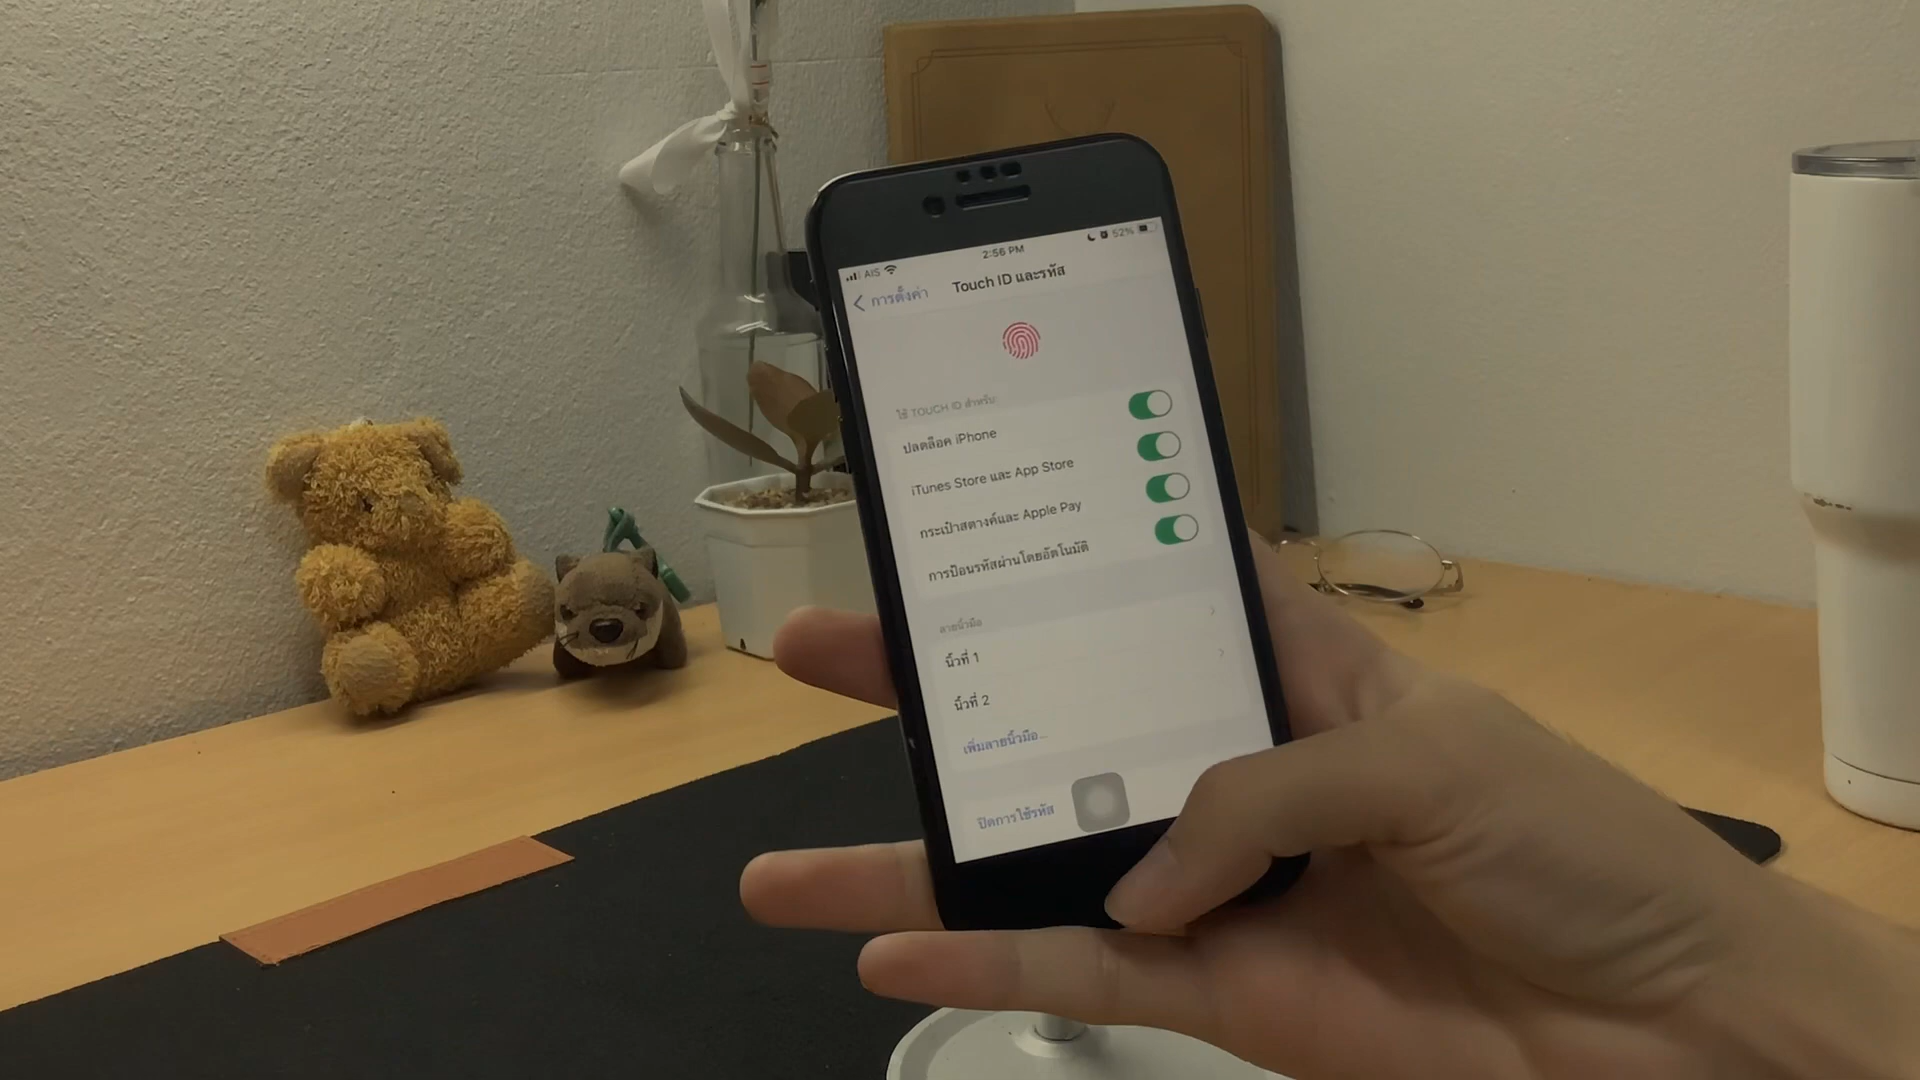 AIS 2:56 PM 52%
การตั้งค่า Touch ID และรหัส
ใช้ TOUCH ID สำหรับ:
ปลดล็อค iPhone
iTunes Store และ App Store
กระเป๋าสตางค์และ Apple Pay
การป้อนรหัสผ่านโดยอัตโนมัติ
ลายนิ้วมือ
นิ้วที่ 1
นิ้วที่ 2
เพิ่มลายนิ้วมือ...
ปิดการใช้รหัส